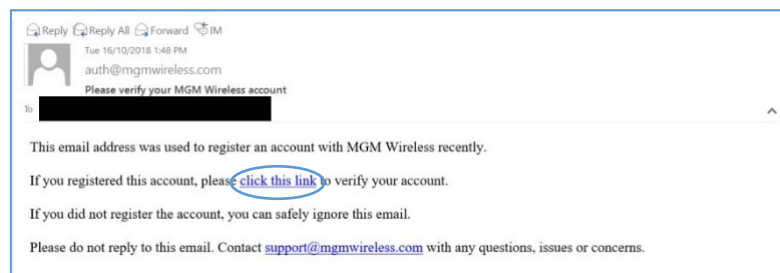 Reply Reply All Forward IM
Tue 16/10/2018 1:48 PM
auth@mgmwireless.com
Please verify your MGM Wireless account
To
This email address was used to register an account with MGM Wireless recently.
If you registered this account, please click this link to verify your account.
If you did not register the account, you can safely ignore this email.
Please do not reply to this email. Contact support@mgmwireless.com with any questions, issues or concerns.